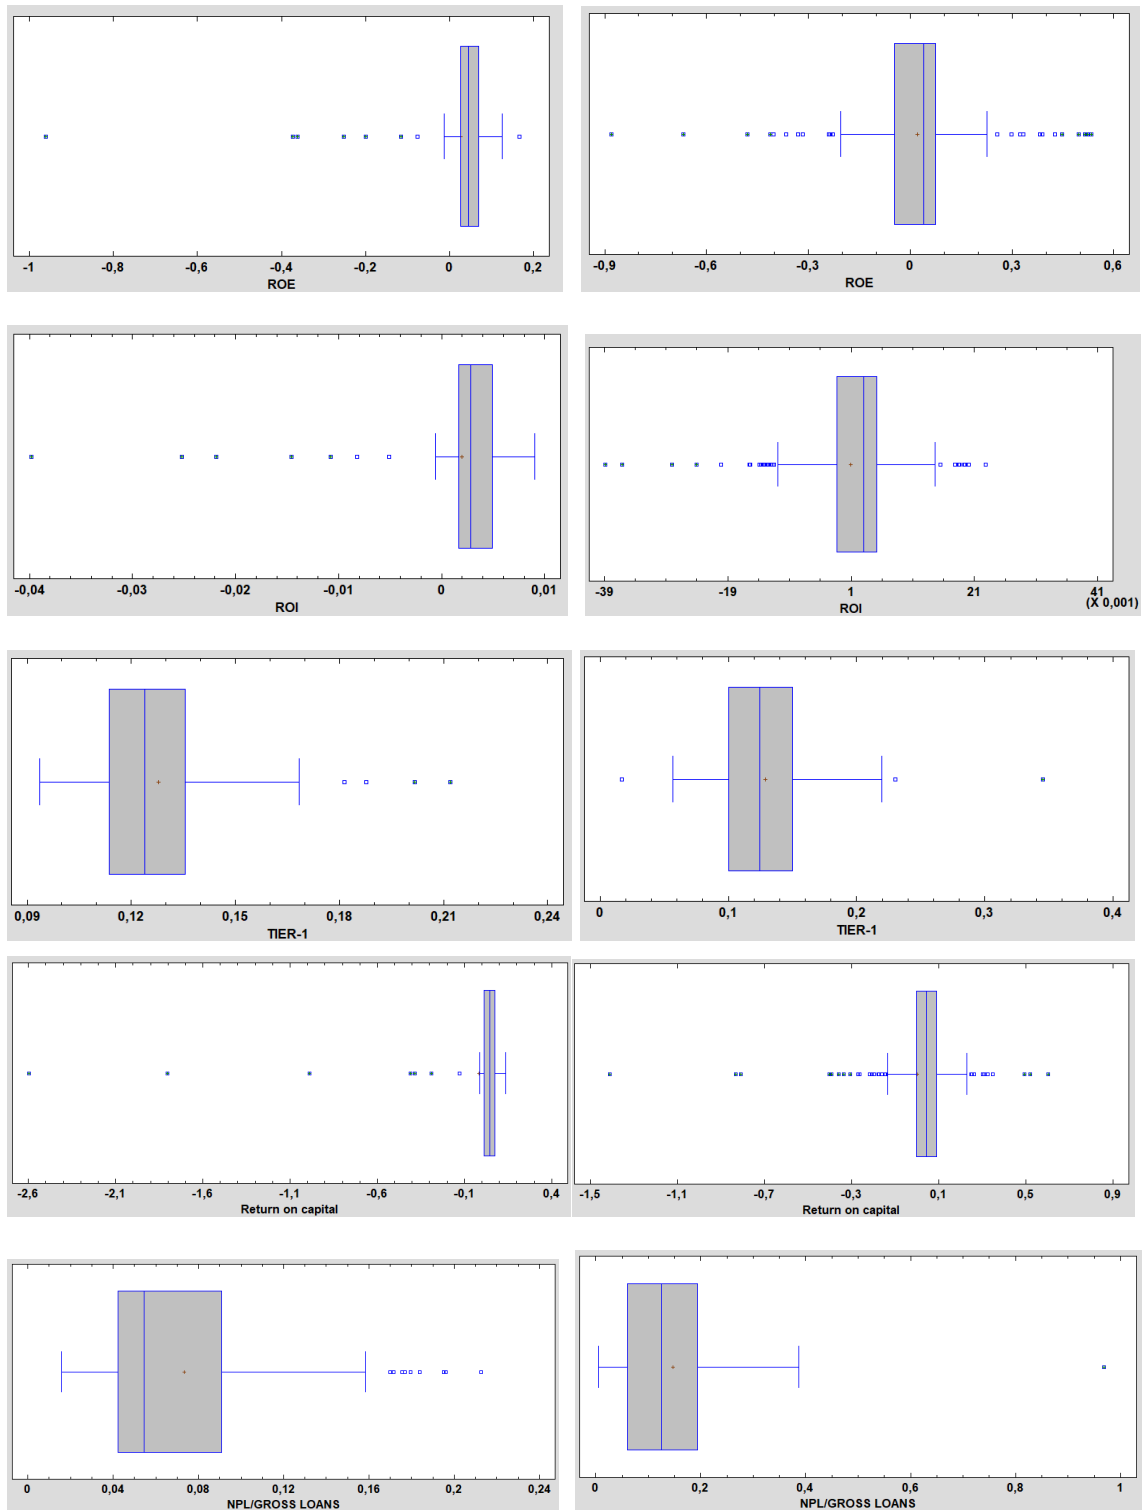 -1 -0,8 -0,6 -0,4 -0,2 0 0,2
ROE
-0,9 -0,6 -0,3 0 0,3 0,6
ROE
-0,04 -0,03 -0,02 -0,01 0 0,01
ROI
-39 -19 1 21 41
(X 0,001)
ROI
0,09 0,12 0,15 0,18 0,21 0,24
TIER-1
0 0,1 0,2 0,3 0,4
TIER-1
-2,6 -2,1 -1,6 -1,1 -0,6 -0,1 0,4
Return on capital
-1,5 -1,1 -0,7 -0,3 0,1 0,5 0,9
Return on capital
0 0,04 0,08 0,12 0,16 0,2 0,24
NPL/GROSS LOANS
0 0,2 0,4 0,6 0,8 1
NPL/GROSS LOANS